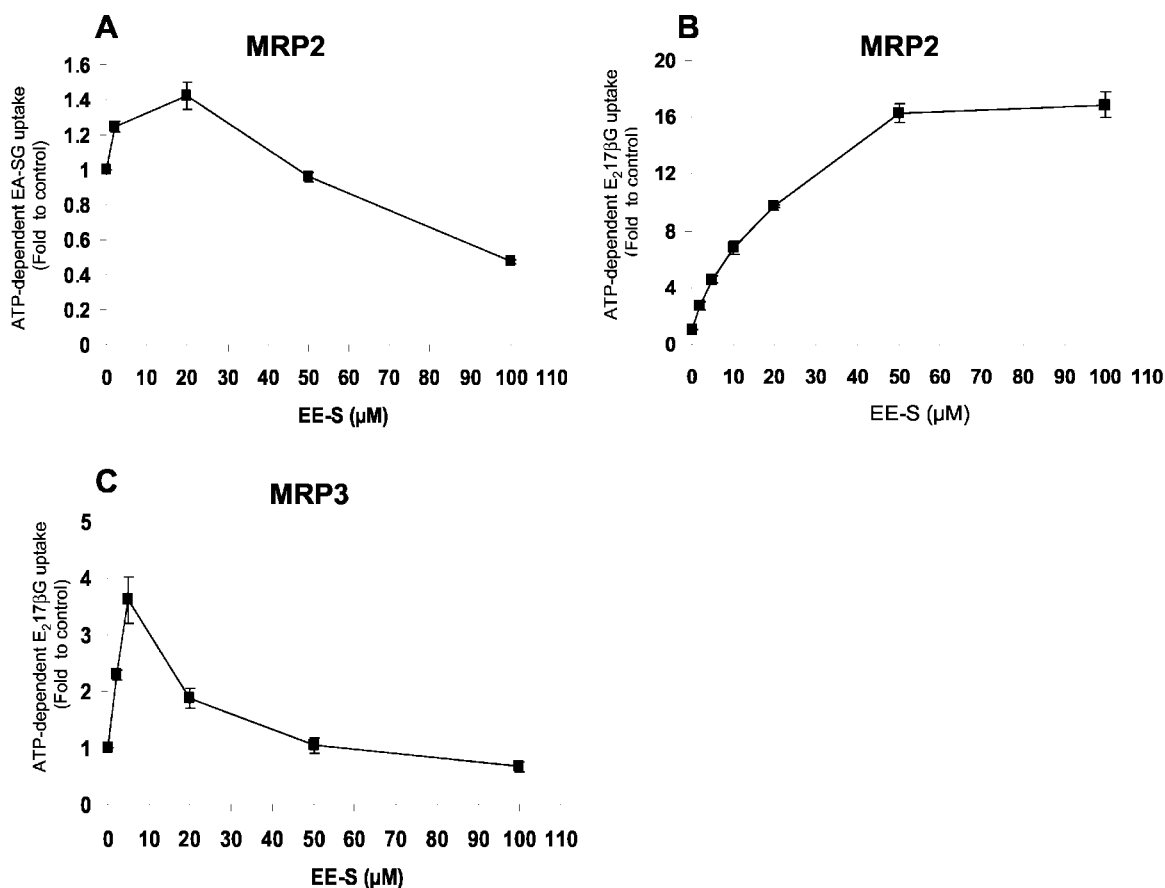 A
MRP2
ATP-dependent EA-SG uptake
(Fold to control)
1.6
1.4
1.2
1
0.8
0.6
0.4
0.2
0
0 10 20 30 40 50 60 70 80 90 100 110
EE-S (µM)
B
MRP2
ATP-dependent E₂17βG uptake
(Fold to control)
20
16
12
8
4
0
0 10 20 30 40 50 60 70 80 90 100 110
EE-S (µM)
C
MRP3
ATP-dependent E₂17βG uptake
(Fold to control)
5
4
3
2
1
0
0 10 20 30 40 50 60 70 80 90 100 110
EE-S (µM)